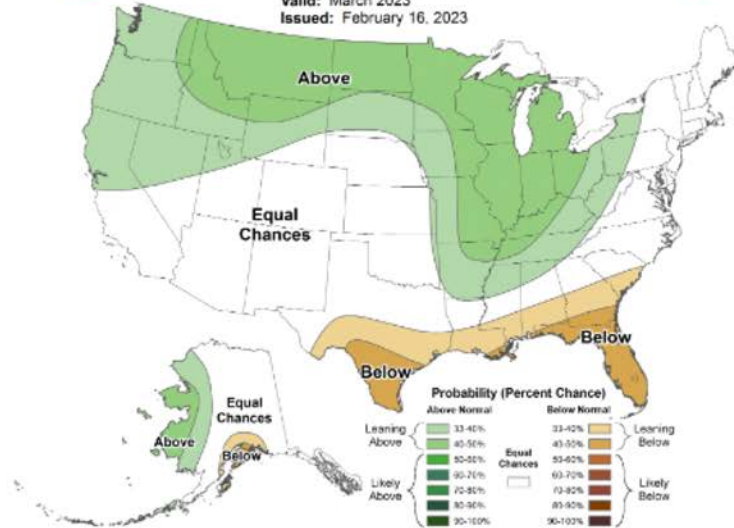 Valid: March 2023
Issued: February 16, 2023
Above
Equal
Chances
Below
Below
Equal
Chances
Above
Below
Probability (Percent Chance)
Above Normal
Below Normal
Leaning
Above
33-40%
40-50%
50-60%
60-70%
70-80%
80-90%
90-100%
Likely
Above
Equal
Chances
33-40%
40-50%
50-60%
60-70%
70-80%
80-90%
90-100%
Leaning
Below
Likely
Below